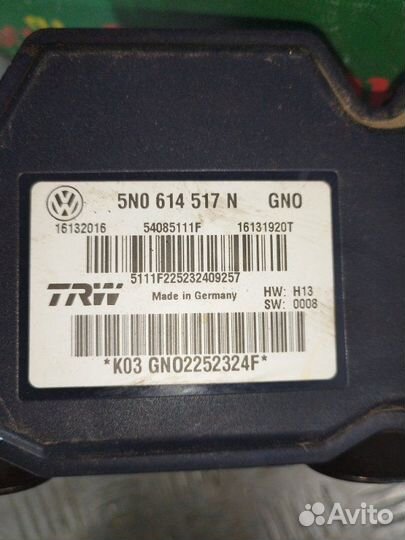 5N0 614 517 N GNO
16132016 54085111F 16131920T
5111F225232409257
TRW Made in Germany HW: H13
SW: 0008
*K03 GNO2252324F*
Avito